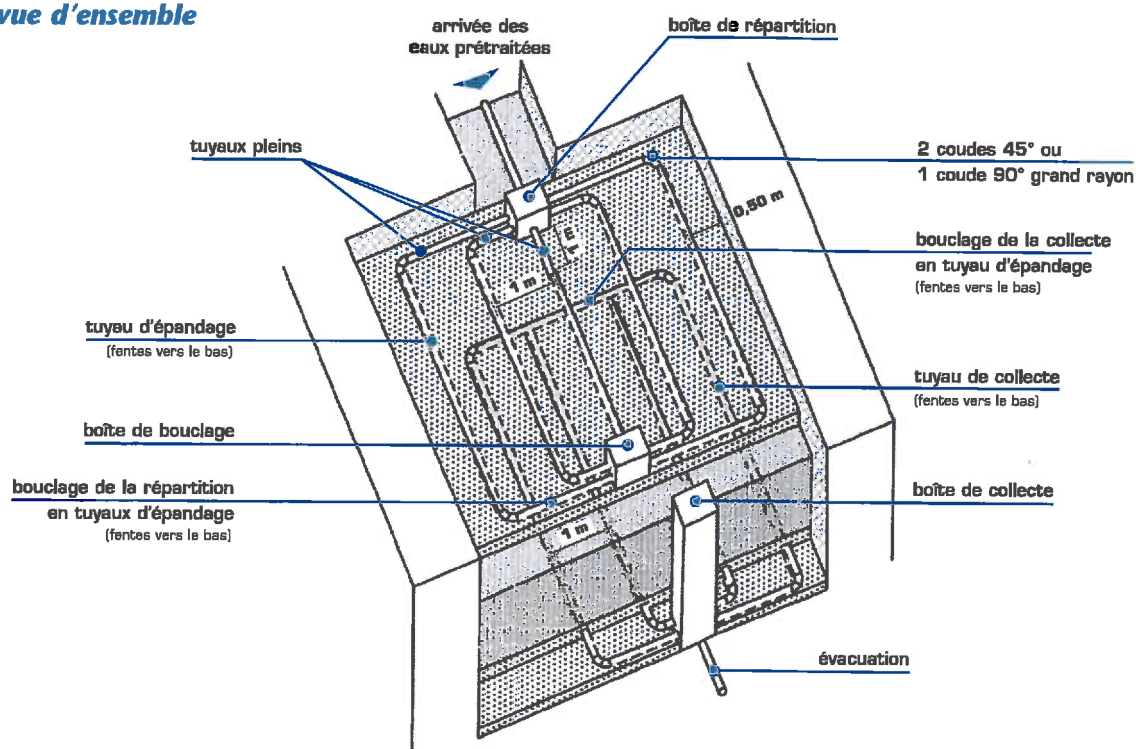 vue d'ensemble
arrivée des
eaux prétraitées
boîte de répartition
tuyaux pleins
2 coudes 45° ou
1 coude 90° grand rayon
0,50 m
1 m
1 m
bouclage de la collecte
en tuyau d'épandage
(fentes vers le bas)
tuyau d'épandage
(fentes vers le bas)
tuyau de collecte
(fentes vers le bas)
boîte de bouclage
bouclage de la répartition
en tuyaux d'épandage
(fentes vers le bas)
boîte de collecte
1 m
évacuation